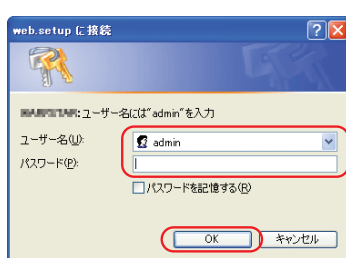 web.setup に接続
:ユーザー名には"admin"を入力
ユーザー名(U):
admin
パスワード(P):
パスワードを記憶する(R)
OK
キャンセル